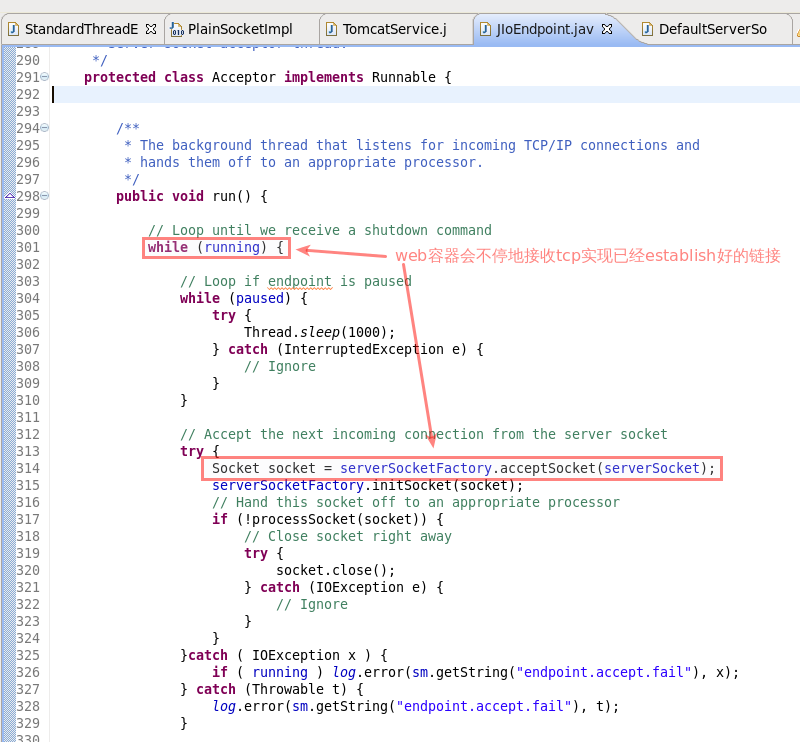 StandardThreadE PlainSocketImpl TomcatService.j JIoEndpoint.jav DefaultServerSo
290 */
291 protected class Acceptor implements Runnable {
292
293
294 /**
295 * The background thread that listens for incoming TCP/IP connections and
296 * hands them off to an appropriate processor.
297 */
298 public void run() {
299
300 // Loop until we receive a shutdown command
301 while (running) {
web容器会不停地接收tcp实现已经establish好的链接
302
303 // Loop if endpoint is paused
304 while (paused) {
305 try {
306 Thread.sleep(1000);
307 } catch (InterruptedException e) {
308 // Ignore
309 }
310 }
311
312 // Accept the next incoming connection from the server socket
313 try {
314 Socket socket = serverSocketFactory.acceptSocket(serverSocket);
315 serverSocketFactory.initSocket(socket);
316 // Hand this socket off to an appropriate processor
317 if (!processSocket(socket)) {
318 // Close socket right away
319 try {
320 socket.close();
321 } catch (IOException e) {
322 // Ignore
323 }
324 }
325 }catch ( IOException x ) {
326 if ( running ) log.error(sm.getString("endpoint.accept.fail"), x);
327 } catch (Throwable t) {
328 log.error(sm.getString("endpoint.accept.fail"), t);
329 }